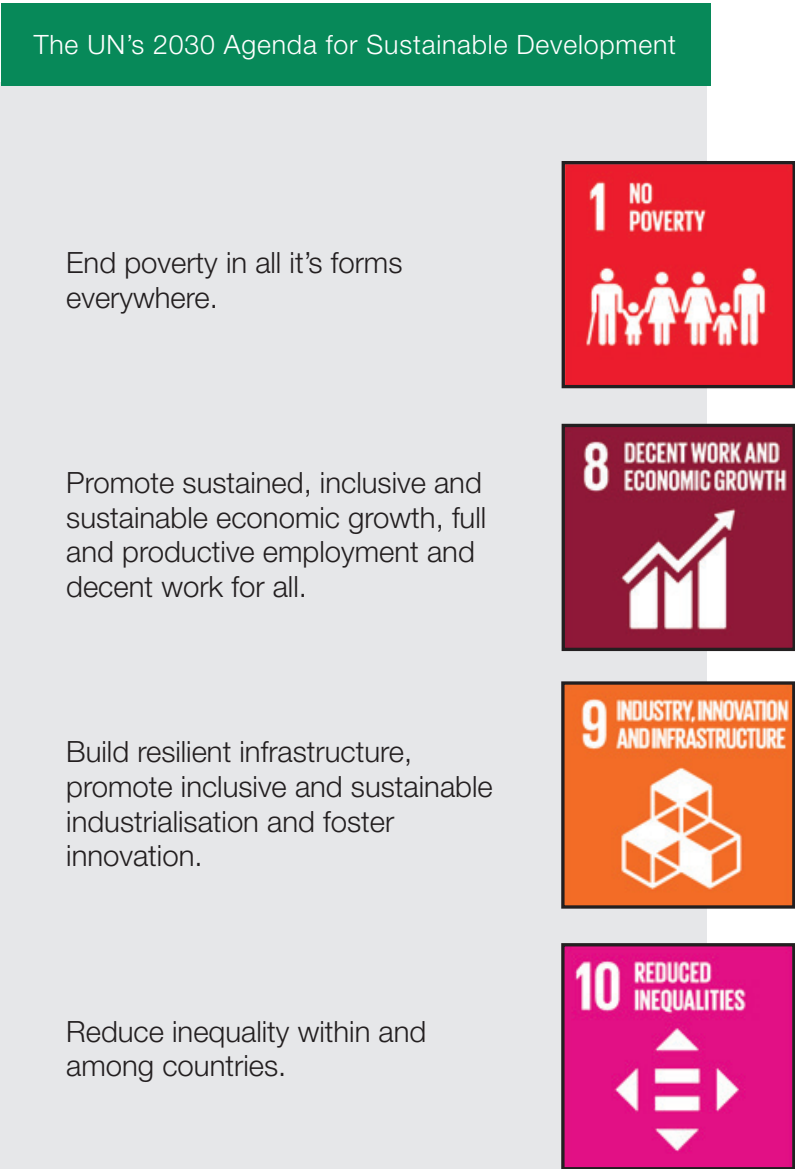 The UN’s 2030 Agenda for Sustainable Development
1 NO
POVERTY
End poverty in all it’s forms
everywhere.
8 DECENT WORK AND
ECONOMIC GROWTH
Promote sustained, inclusive and
sustainable economic growth, full
and productive employment and
decent work for all.
9 INDUSTRY, INNOVATION
AND INFRASTRUCTURE
Build resilient infrastructure,
promote inclusive and sustainable
industrialisation and foster
innovation.
10 REDUCED
INEQUALITIES
Reduce inequality within and
among countries.